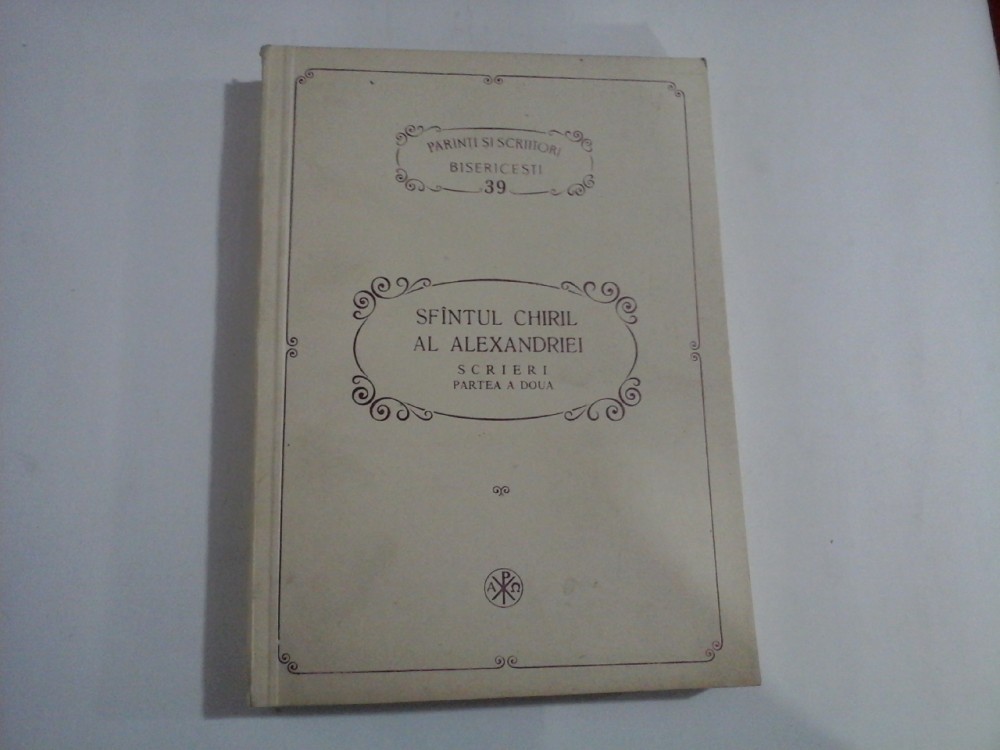 PARINTI SI SCRIITORI
BISERICESTI
39
SFÎNTUL CHIRIL
AL ALEXANDRIEI
SCRIERI
PARTEA A DOUA
Α Ρ Ω